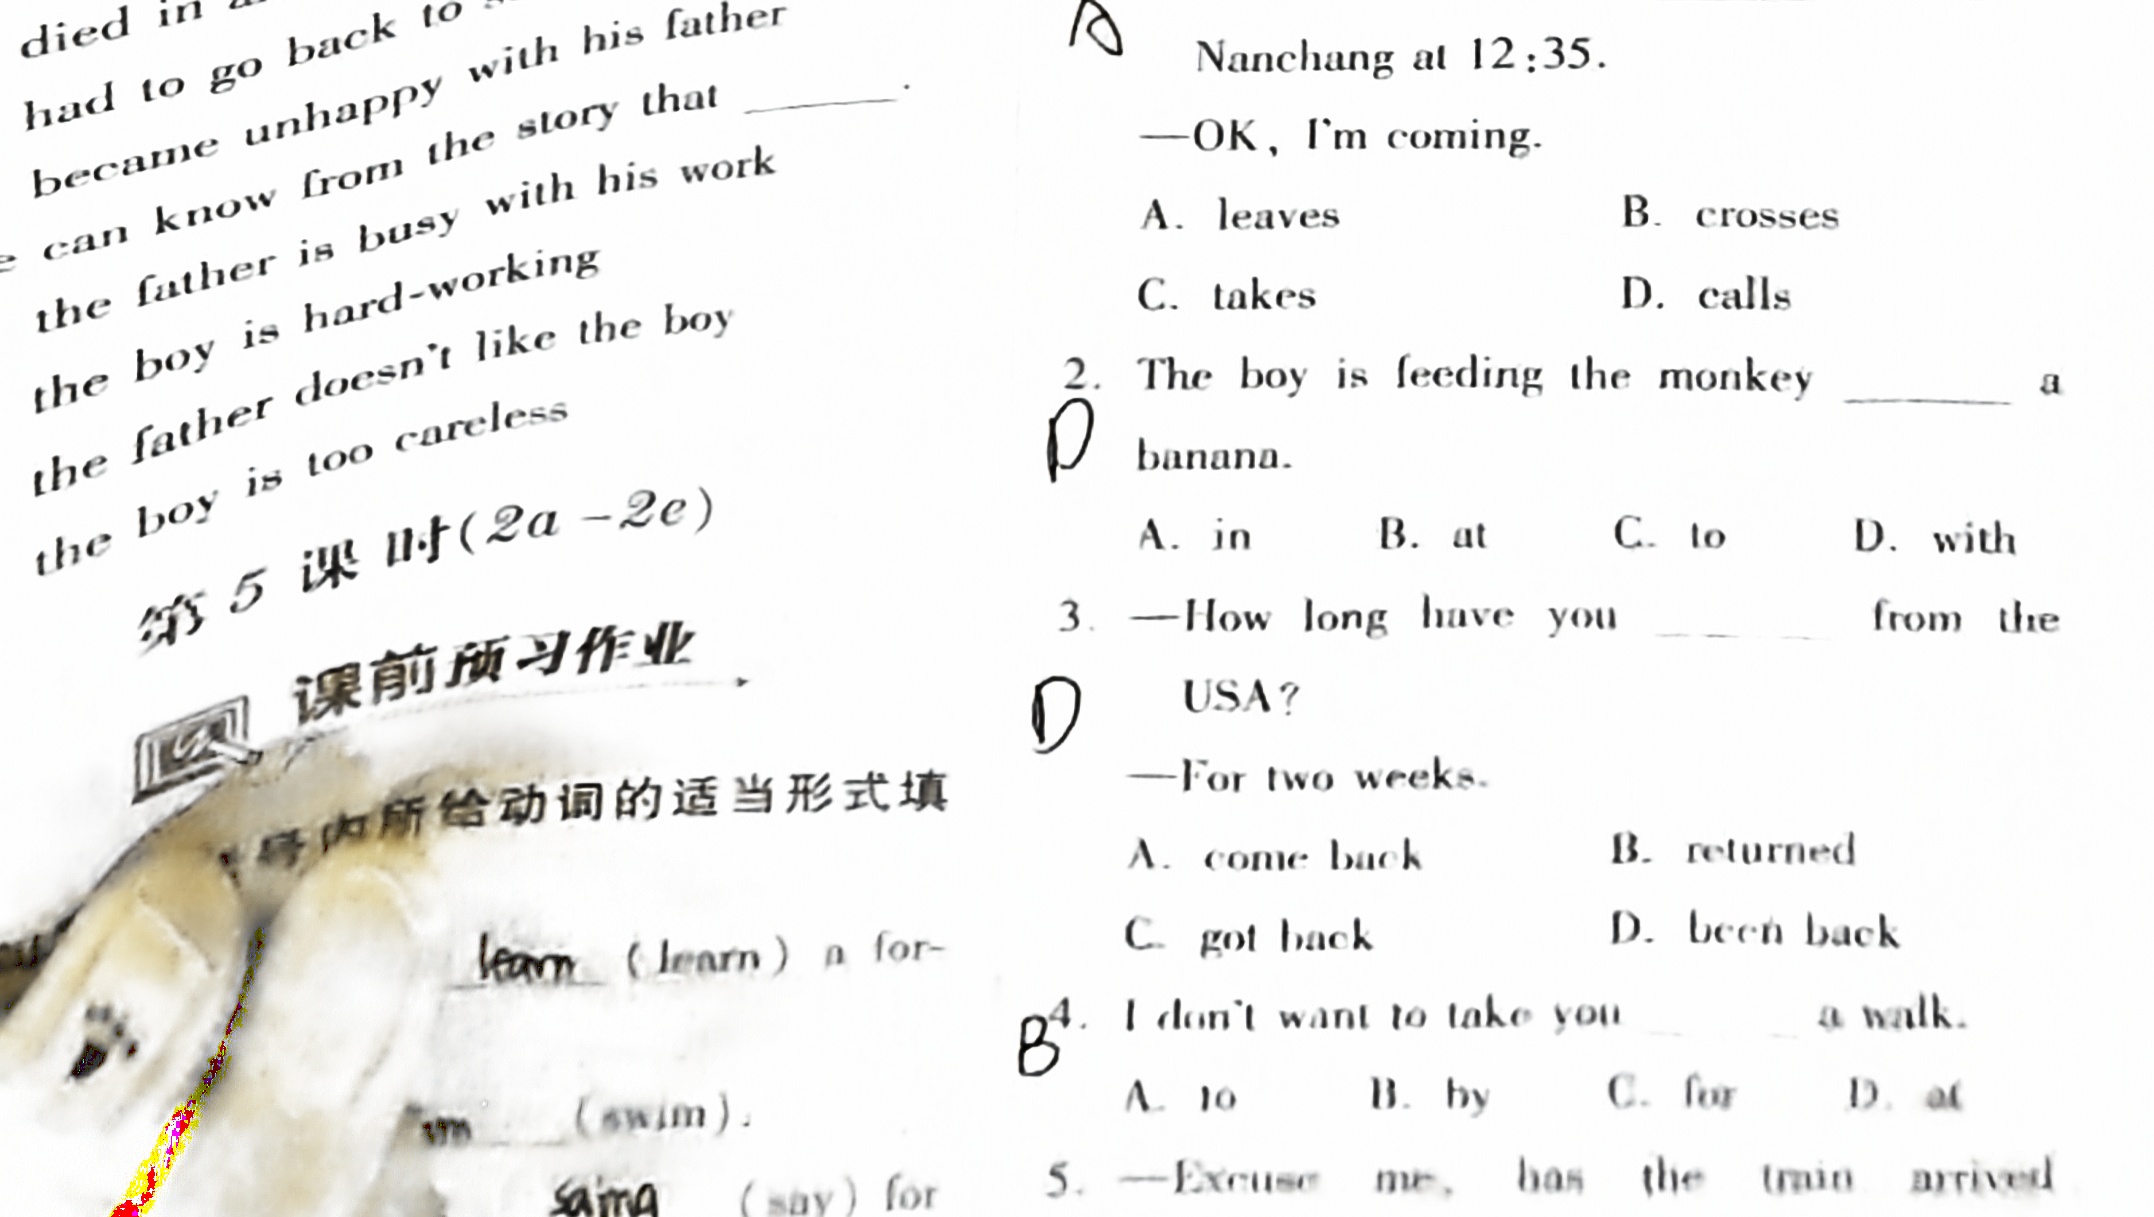 died in
had to go back to
became unhappy with his father
can know from the story that ______.
the father is busy with his work
the boy is hard-working
the father doesn't like the boy
the boy is too careless
第5课时(2a-2e)
课前预习作业
号内所给动词的适当形式填
learn (learn) a for-
(swim).
saing (say) for
A
Nanchang at 12:35.
—OK, I'm coming.
A. leaves B. crosses
C. takes D. calls
2. The boy is feeding the monkey ______ a
D
banana.
A. in B. at C. to D. with
3. —How long have you ______ from the
D USA?
—For two weeks.
A. come back B. returned
C. got back D. been back
B 4. I don't want to take you ______ a walk.
A. to B. by C. for D. at
5. —Excuse me, has the train arrived